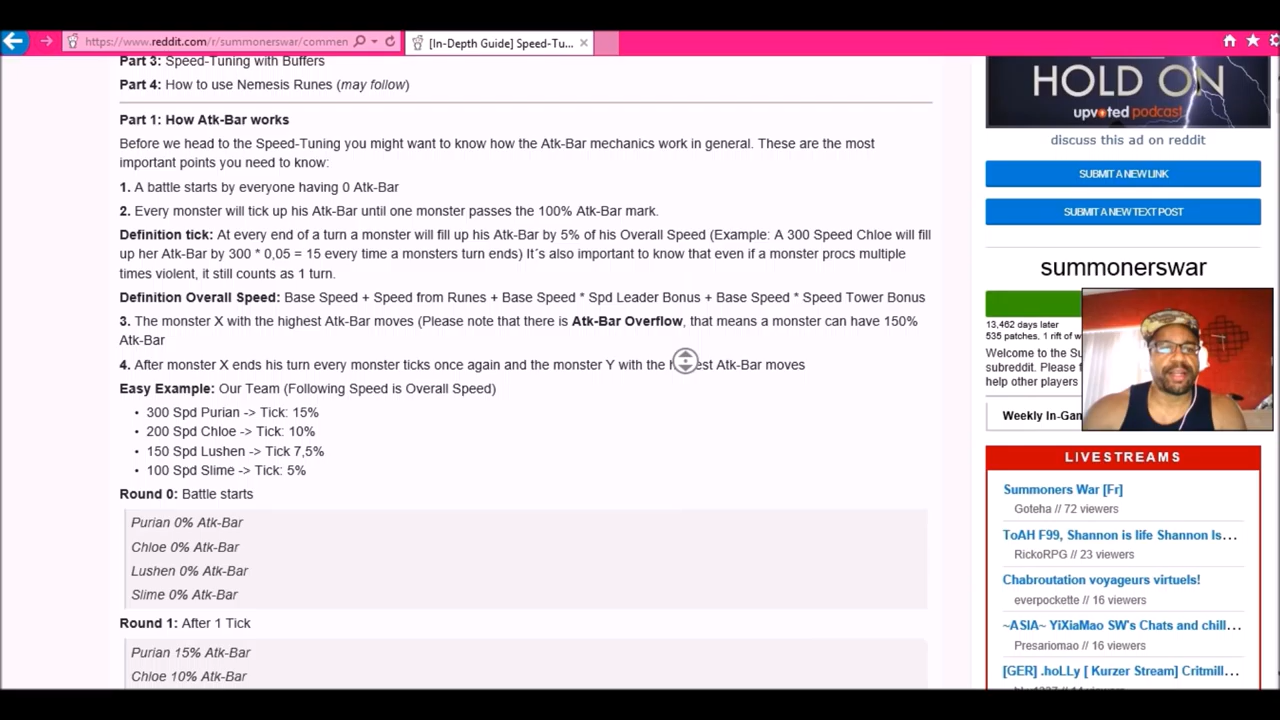 https://www.reddit.com/r/summonerswar/commen
[In-Depth Guide] Speed-Tu...
Part 3: Speed-Tuning with Buffers
Part 4: How to use Nemesis Runes (may follow)
Part 1: How Atk-Bar works
Before we head to the Speed-Tuning you might want to know how the Atk-Bar mechanics work in general. These are the most
important points you need to know:
1. A battle starts by everyone having 0 Atk-Bar
2. Every monster will tick up his Atk-Bar until one monster passes the 100% Atk-Bar mark.
Definition tick: At every end of a turn a monster will fill up his Atk-Bar by 5% of his Overall Speed (Example: A 300 Speed Chloe will fill
up her Atk-Bar by 300 * 0,05 = 15 every time a monsters turn ends) It´s also important to know that even if a monster procs multiple
times violent, it still counts as 1 turn.
Definition Overall Speed: Base Speed + Speed from Runes + Base Speed * Spd Leader Bonus + Base Speed * Speed Tower Bonus
3. The monster X with the highest Atk-Bar moves (Please note that there is Atk-Bar Overflow, that means a monster can have 150%
Atk-Bar
4. After monster X ends his turn every monster ticks once again and the monster Y with the Atk-Bar moves
Easy Example: Our Team (Following Speed is Overall Speed)
• 300 Spd Purian -> Tick: 15%
• 200 Spd Chloe -> Tick: 10%
• 150 Spd Lushen -> Tick 7,5%
• 100 Spd Slime -> Tick: 5%
Round 0: Battle starts
Purian 0% Atk-Bar
Chloe 0% Atk-Bar
Lushen 0% Atk-Bar
Slime 0% Atk-Bar
Round 1: After 1 Tick
Purian 15% Atk-Bar
Chloe 10% Atk-Bar
HOLD ON
upvoted podcast
discuss this ad on reddit
SUBMIT A NEW LINK
SUBMIT A NEW TEXT POST
summonerswar
13,462 days later
535 patches, 1 rift of w
Welcome to the Su
subreddit. Please f
help other players
Weekly In-Gan
LIVESTREAMS
Summoners War [Fr]
Goteha // 72 viewers
ToAH F99, Shannon is life Shannon Is...
RickoRPG // 23 viewers
Chabroutation voyageurs virtuels!
everpockette // 16 viewers
~ASIA~ YiXiaMao SW's Chats and chill...
Presariomao // 16 viewers
[GER] .hoLLy [ Kurzer Stream] Critmill...